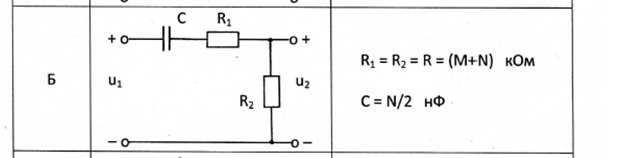 C R₁
+ +
Б u₁ R₂ u₂
− −
R₁ = R₂ = R = (M+N) кОм
C = N/2 нФ